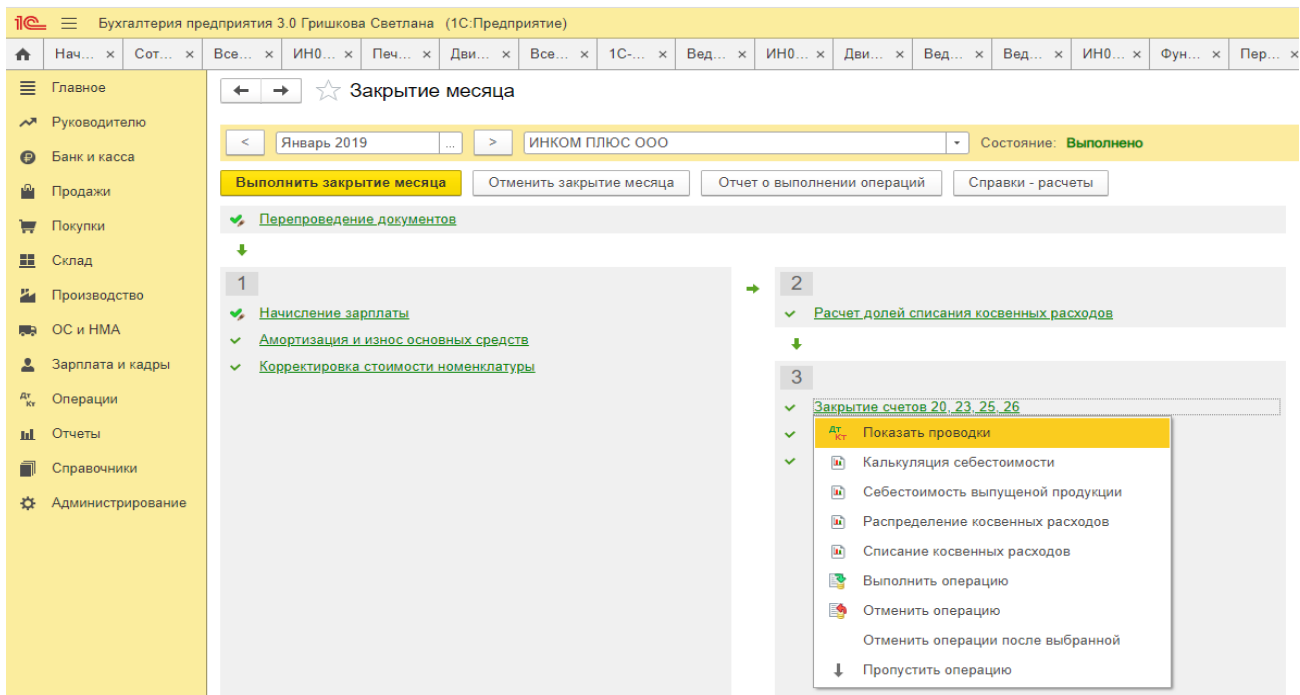 1С Бухгалтерия предприятия 3.0 Гришкова Светлана (1С:Предприятие)
Нач... × Сот... × Все... × ИН0... × Печ... × Дви... × Все... × 1С-... × Вед... × ИН0... × Дви... × Вед... × Вед... × ИН0... × Фун... × Пер... ×
Главное
Руководителю
Банк и касса
Продажи
Покупки
Склад
Производство
ОС и НМА
Зарплата и кадры
Дт Кт Операции
Отчеты
Справочники
Администрирование
Закрытие месяца
< Январь 2019 ... > ИНКОМ ПЛЮС ООО Состояние: Выполнено
Выполнить закрытие месяца Отменить закрытие месяца Отчет о выполнении операций Справки - расчеты
Перепроведение документов
1
Начисление зарплаты
Амортизация и износ основных средств
Корректировка стоимости номенклатуры
2
Расчет долей списания косвенных расходов
3
Закрытие счетов 20, 23, 25, 26
Дт Кт Показать проводки
Калькуляция себестоимости
Себестоимость выпущеной продукции
Распределение косвенных расходов
Списание косвенных расходов
Выполнить операцию
Отменить операцию
Отменить операции после выбранной
Пропустить операцию